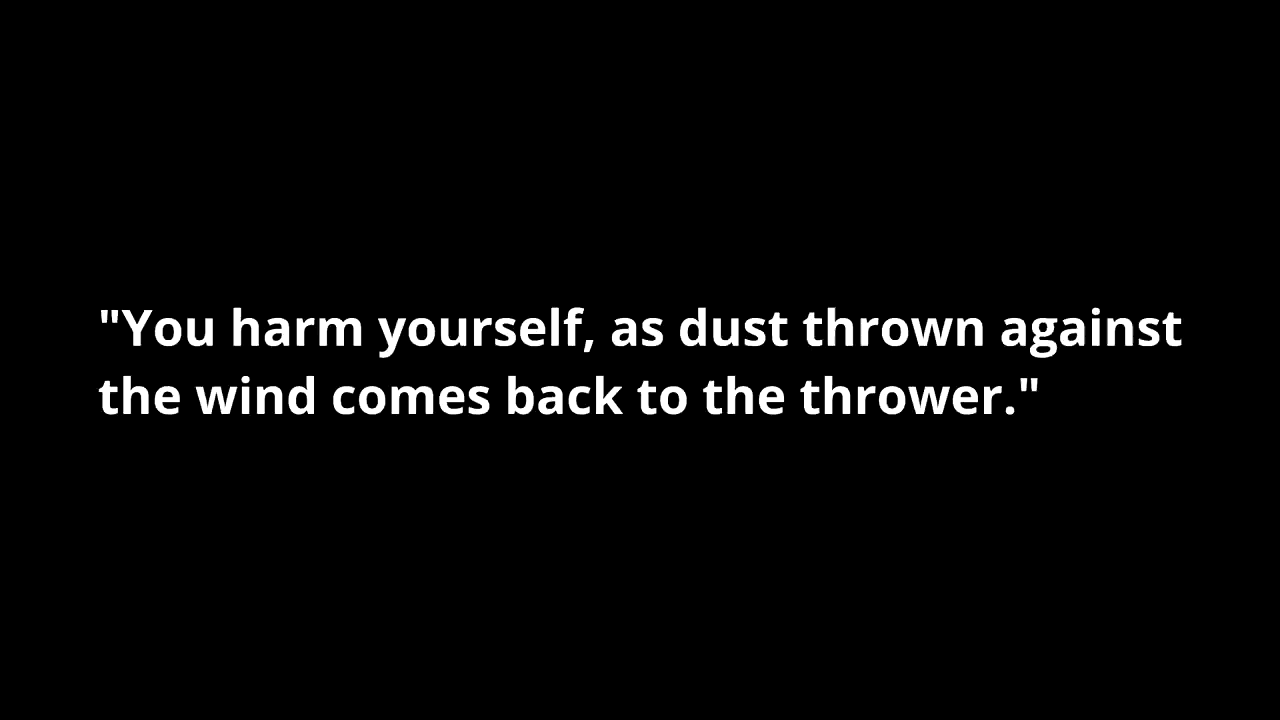 "You harm yourself, as dust thrown against
the wind comes back to the thrower."